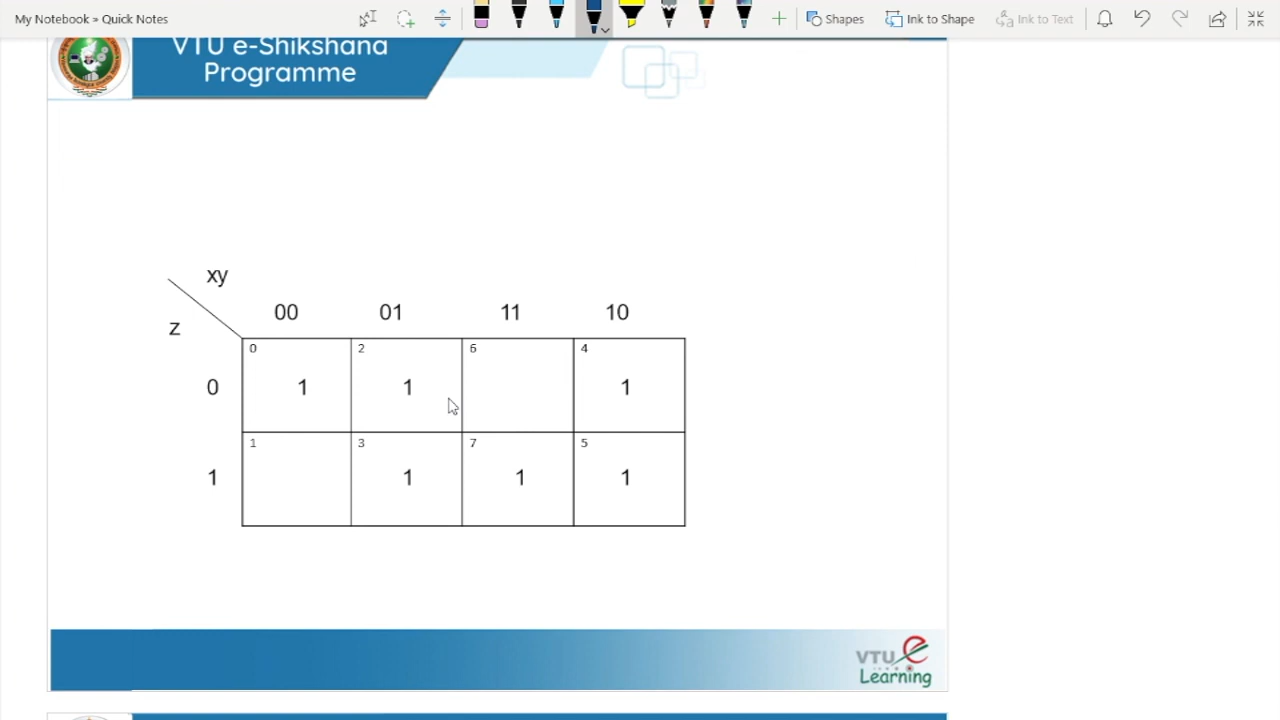 My Notebook » Quick Notes
Shapes
Ink to Shape
Ink to Text
VTU e-Shikshana
Programme
xy
z
00 01 11 10
0 2 6 4
0 1 1 1
1 3 7 5
1 1 1 1
VTU e
Learning